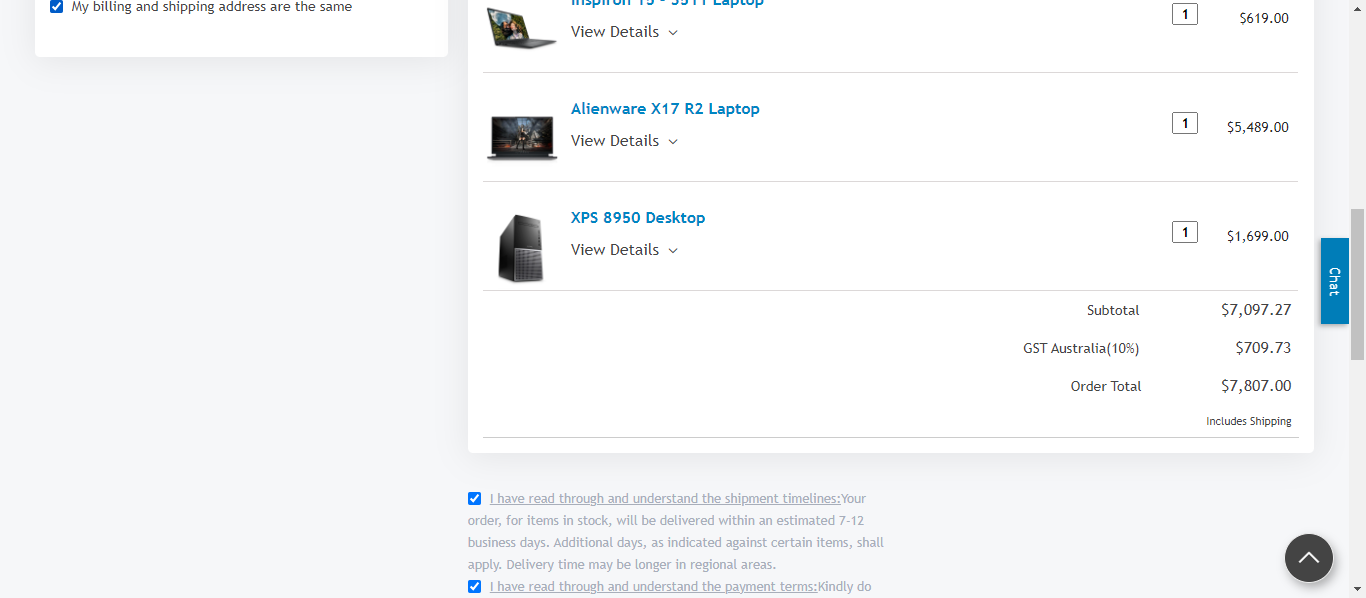 My billing and shipping address are the same
Inspiron 15 - 3511 Laptop
View Details
1
$619.00
Alienware X17 R2 Laptop
View Details
1
$5,489.00
XPS 8950 Desktop
View Details
1
$1,699.00
Subtotal $7,097.27
GST Australia(10%) $709.73
Order Total $7,807.00
Includes Shipping
Chat
I have read through and understand the shipment timelines:Your
order, for items in stock, will be delivered within an estimated 7-12
business days. Additional days, as indicated against certain items, shall
apply. Delivery time may be longer in regional areas.
I have read through and understand the payment terms:Kindly do